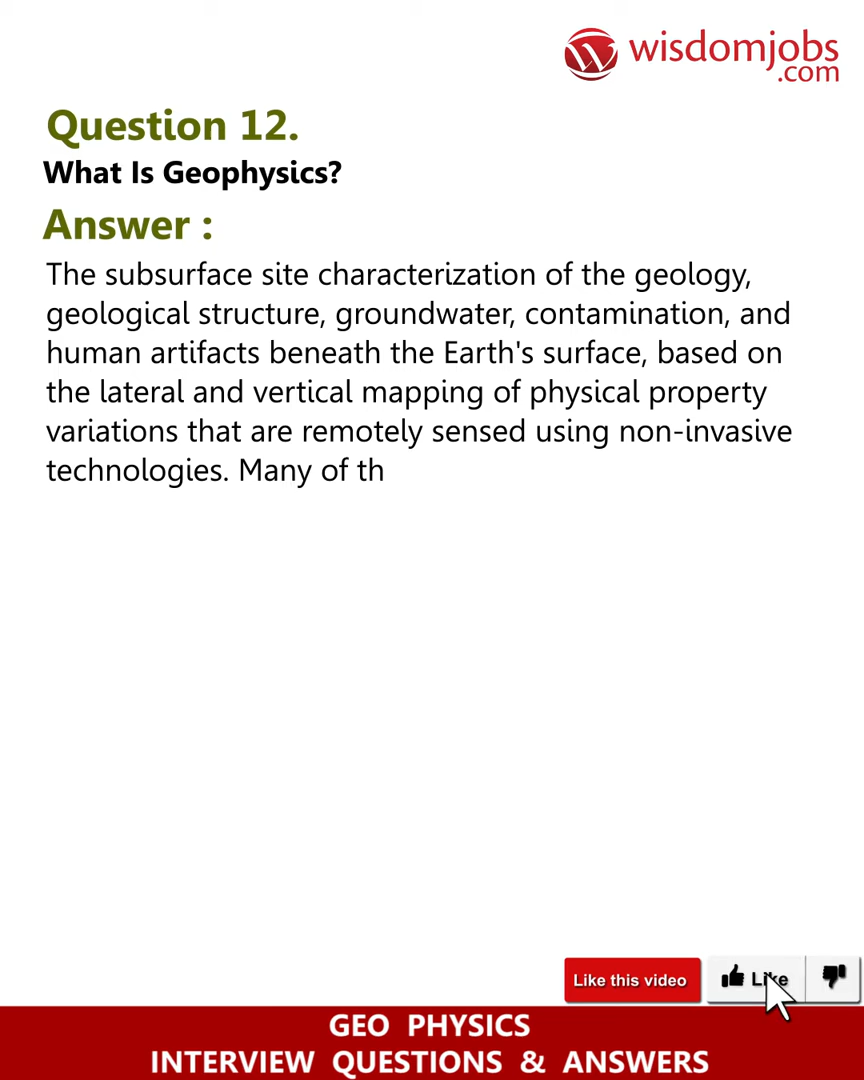 wisdomjobs
.com
Question 12.
What Is Geophysics?
Answer :
The subsurface site characterization of the geology,
geological structure, groundwater, contamination, and
human artifacts beneath the Earth's surface, based on
the lateral and vertical mapping of physical property
variations that are remotely sensed using non-invasive
technologies. Many of th
Like this video
Like
GEO PHYSICS
INTERVIEW QUESTIONS & ANSWERS